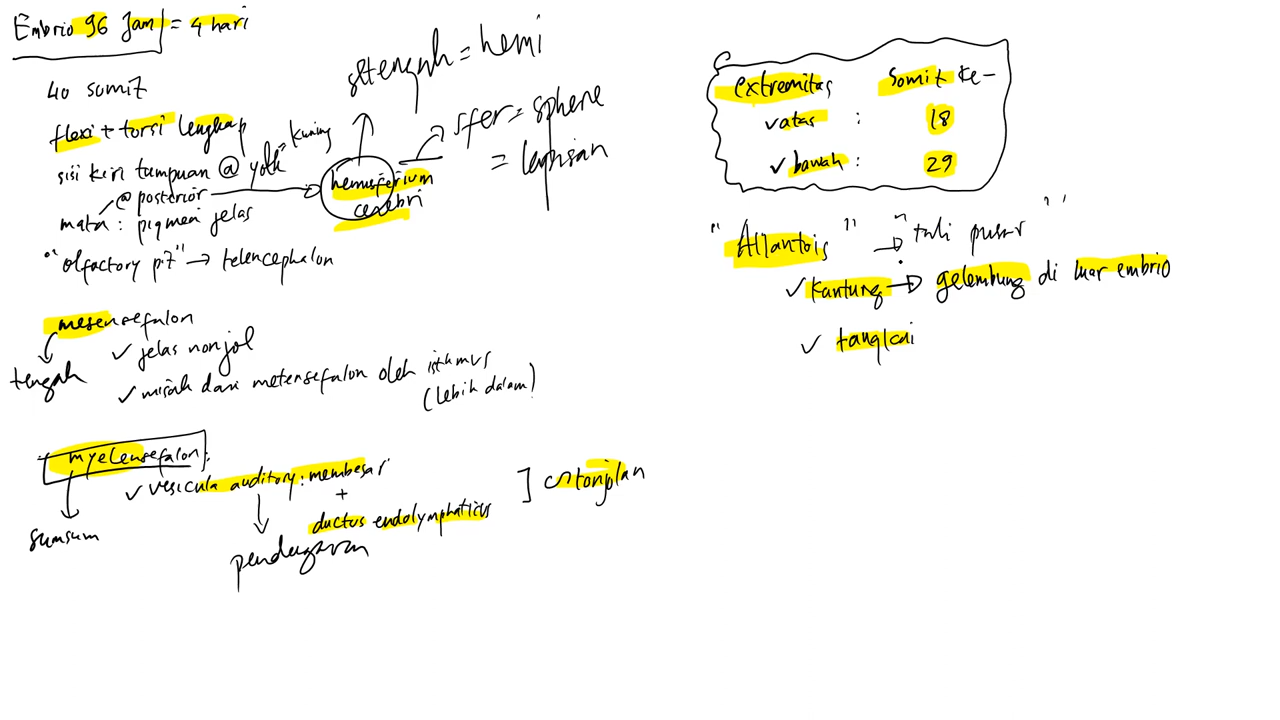 Embrio 96 Jam = 4 hari
40 somit
flexi + torsi lengkap
sisi kiri tumpuan @ yolk = kuning
@ posterior → hemisferium cerebri
mata : pigmen jelas
"olfactory pit" → telencephalon
setengah = hemi
sfer = sphere
= lapisan
mesensefalon
tengah
✓ jelas nonjol
✓ misah dari metensefalon oleh isthmus
(lebih dalam)
myelensefalon :
sumsum
✓ vesicula auditory : membesar
+
ductus endolymphaticus
] tonjolan
pendengaran
extremitas somit ke-
✓ atas : 18
✓ bawah : 29
"Allantois" → "tali pusar"
✓ kantung → gelembung di luar embrio
✓ tangkai